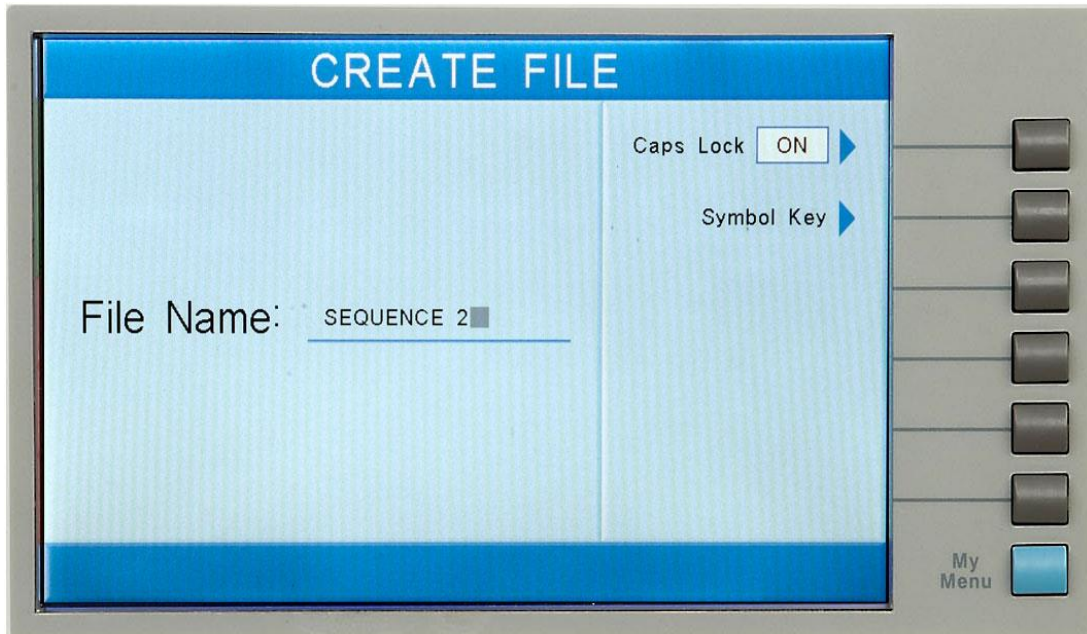 CREATE FILE
Caps Lock ON
Symbol Key
File Name: SEQUENCE 2
My
Menu